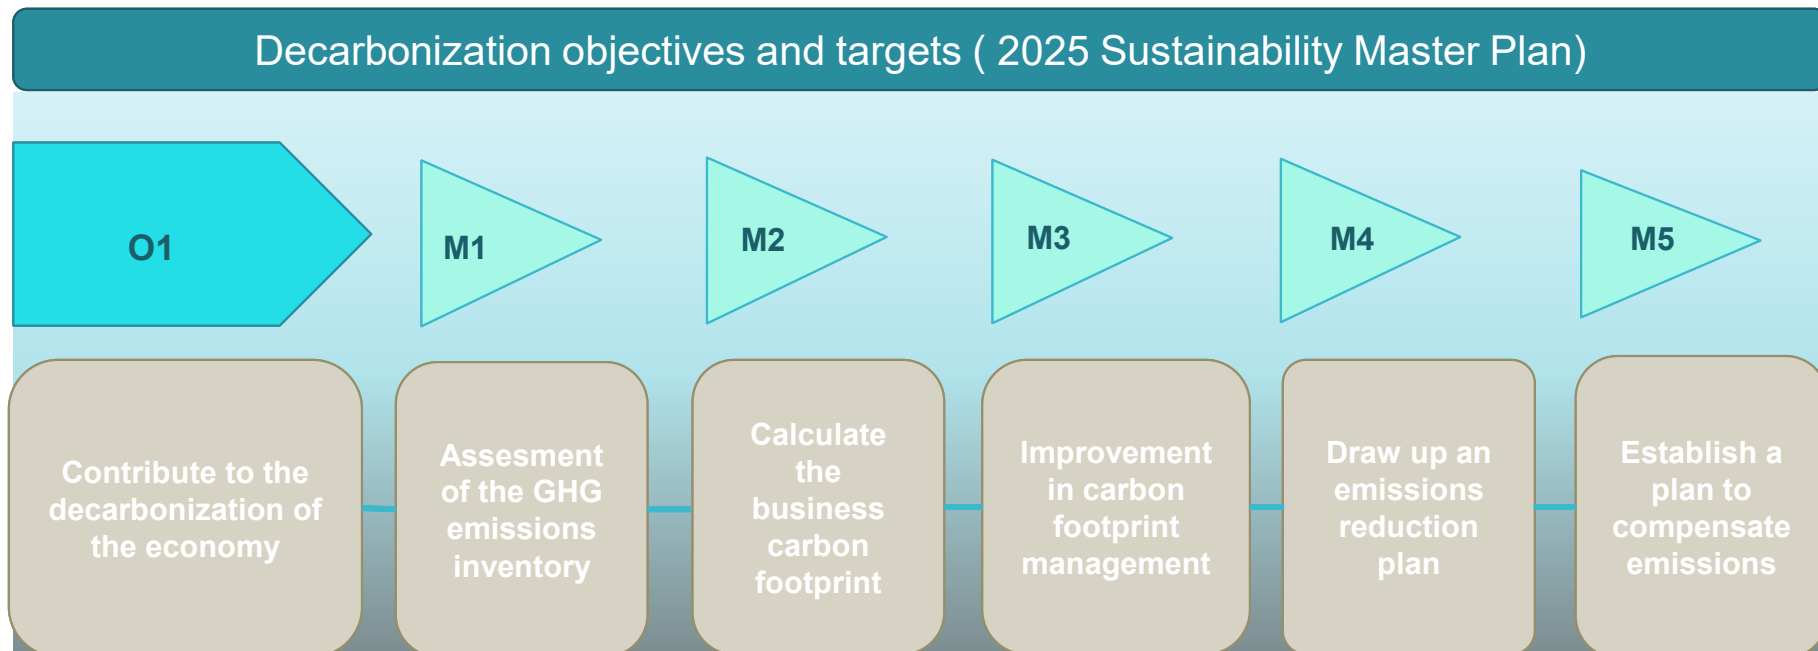 Decarbonization objectives and targets ( 2025 Sustainability Master Plan)
O1
M1
M2
M3
M4
M5
Contribute to the
decarbonization of
the economy
Assesment
of the GHG
emissions
inventory
Calculate
the
business
carbon
footprint
Improvement
in carbon
footprint
management
Draw up an
emissions
reduction
plan
Establish a
plan to
compensate
emissions